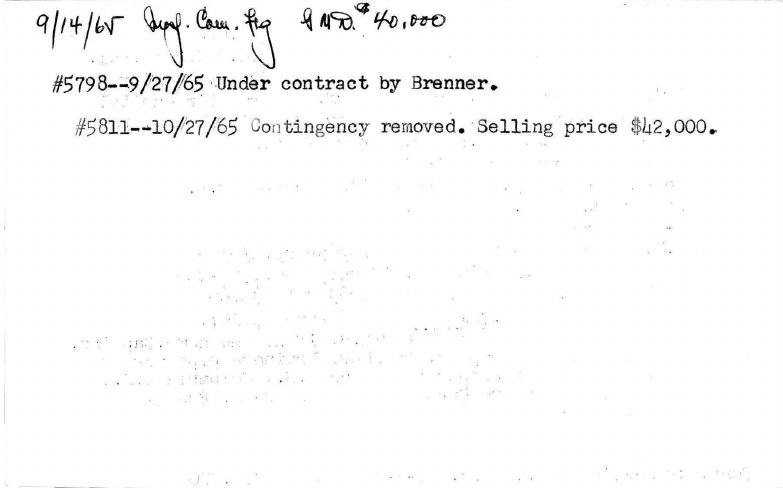 9/14/65 $40,000
#5798--9/27/65 Under contract by Brenner.
#5811--10/27/65 Contingency removed. Selling price $42,000.